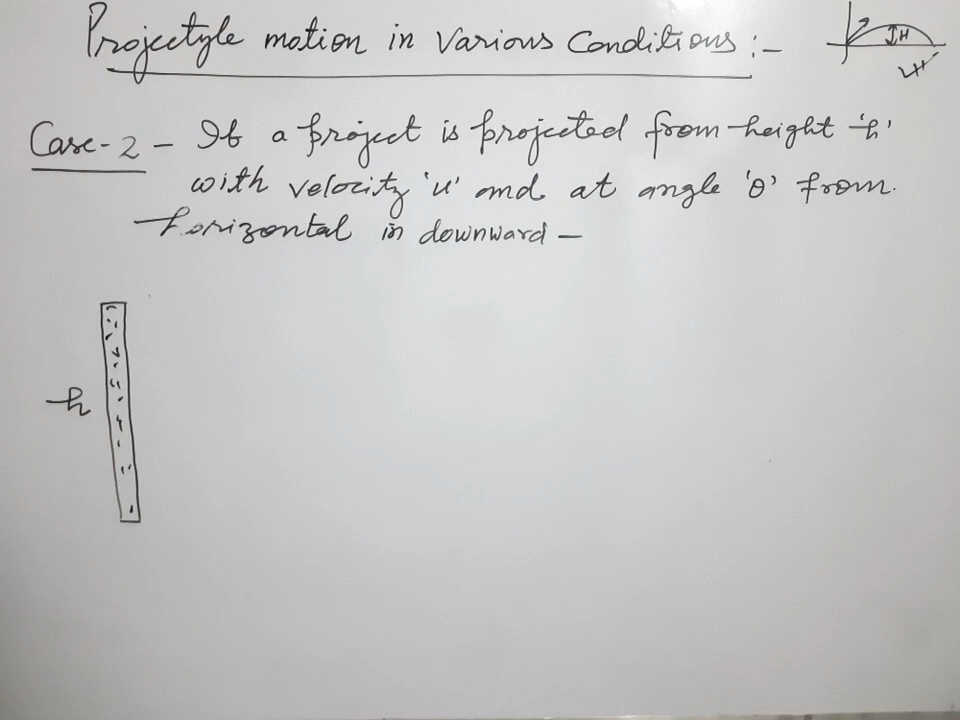 Projectyle motion in Various Conditions :-
Case-2 - If a project is projected from height 'h'
with velocity 'u' and at angle 'θ' from
horizontal in downward -
h